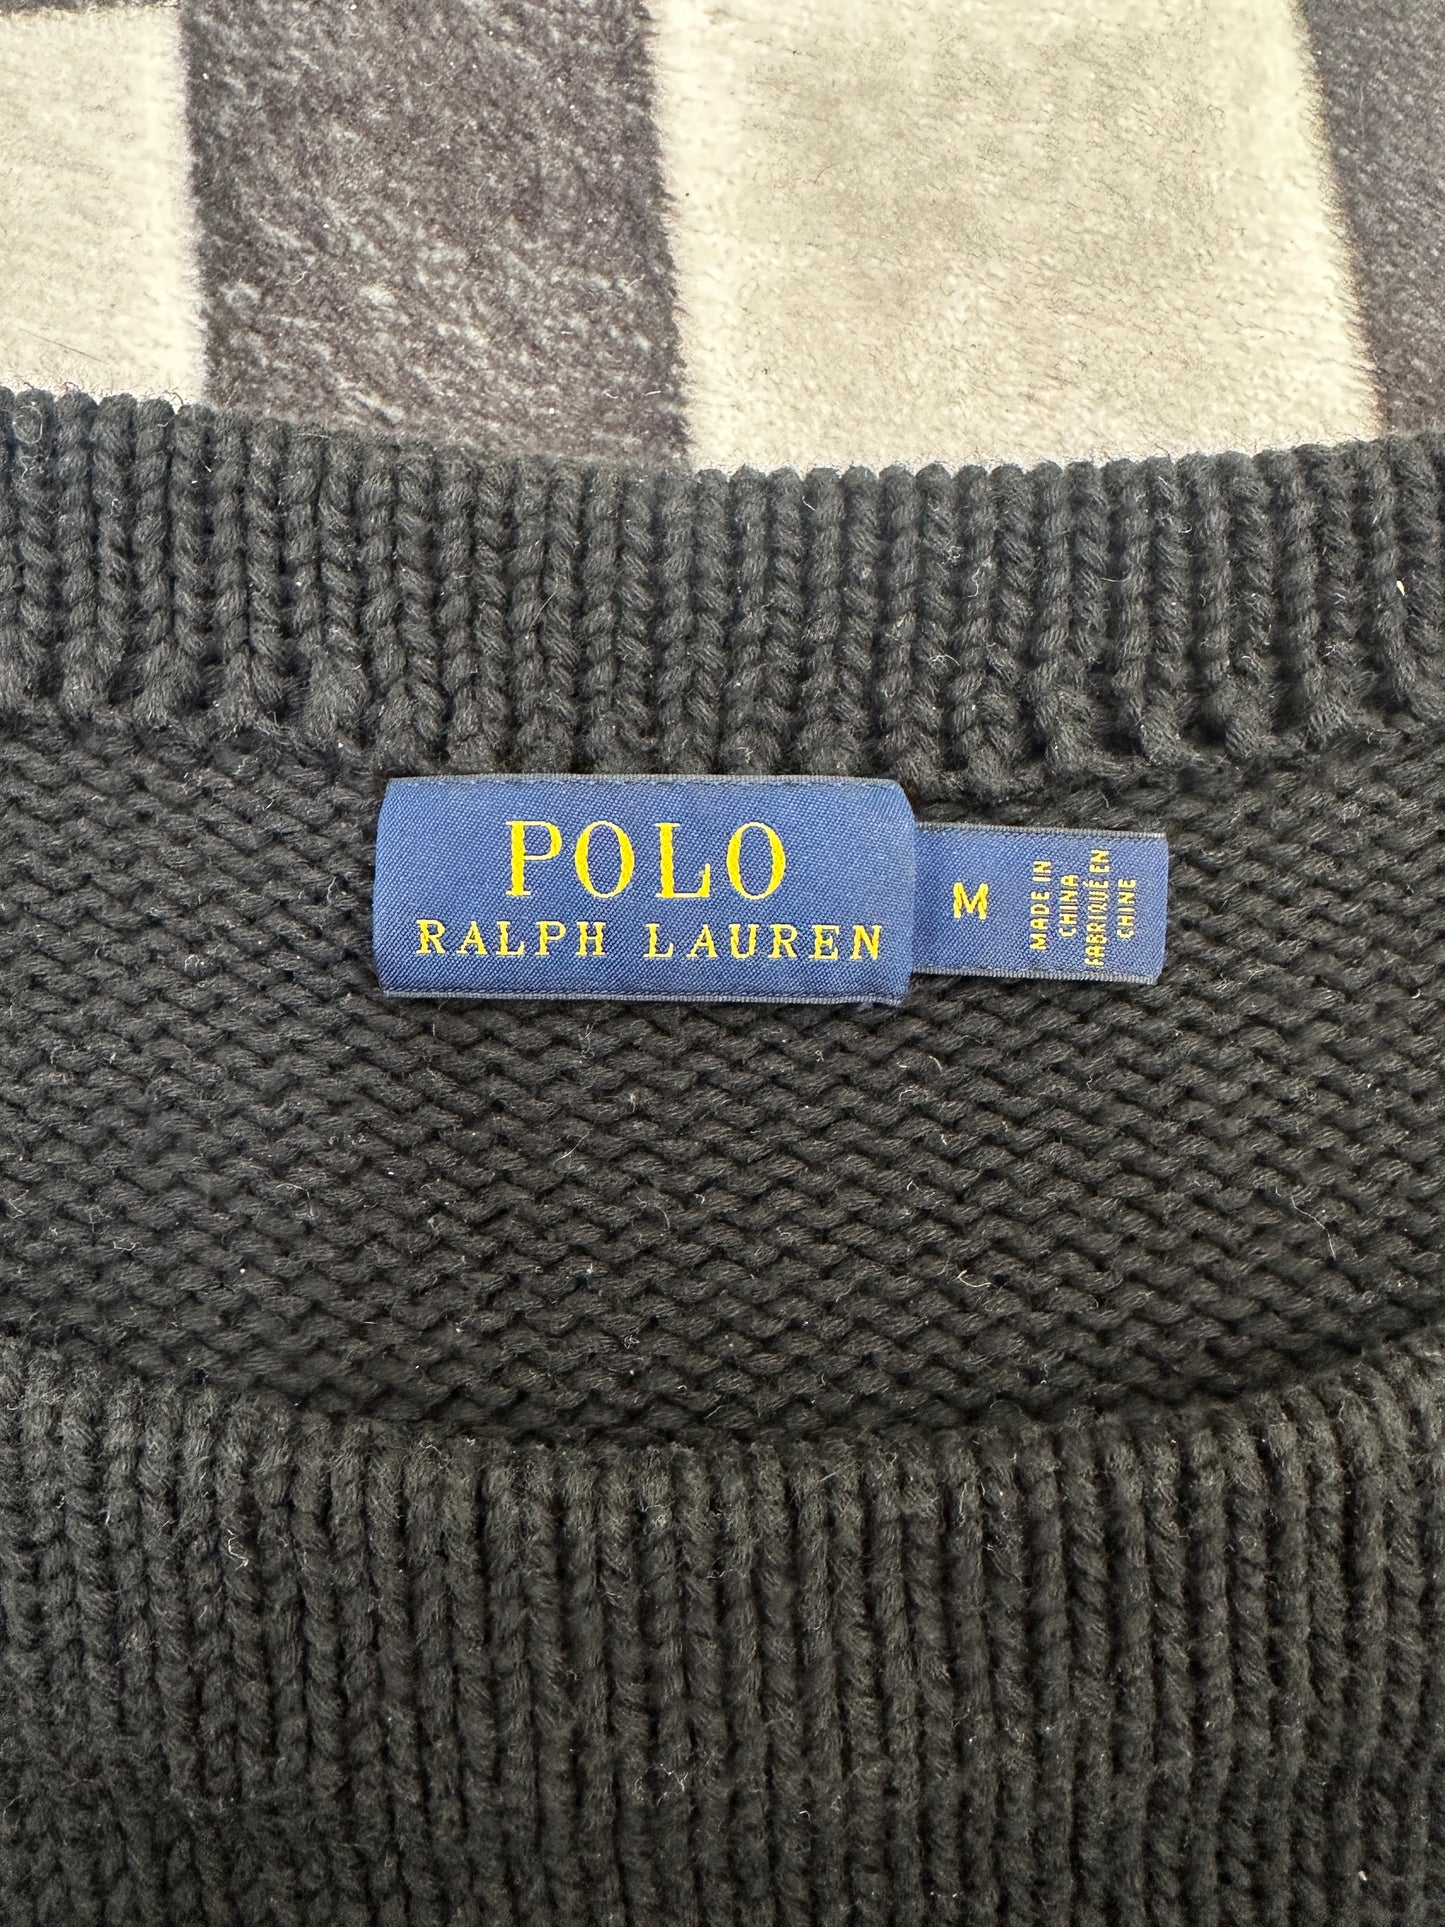 POLO
RALPH LAUREN
M
MADE IN
CHINA
FABRIQUÉ EN
CHINE